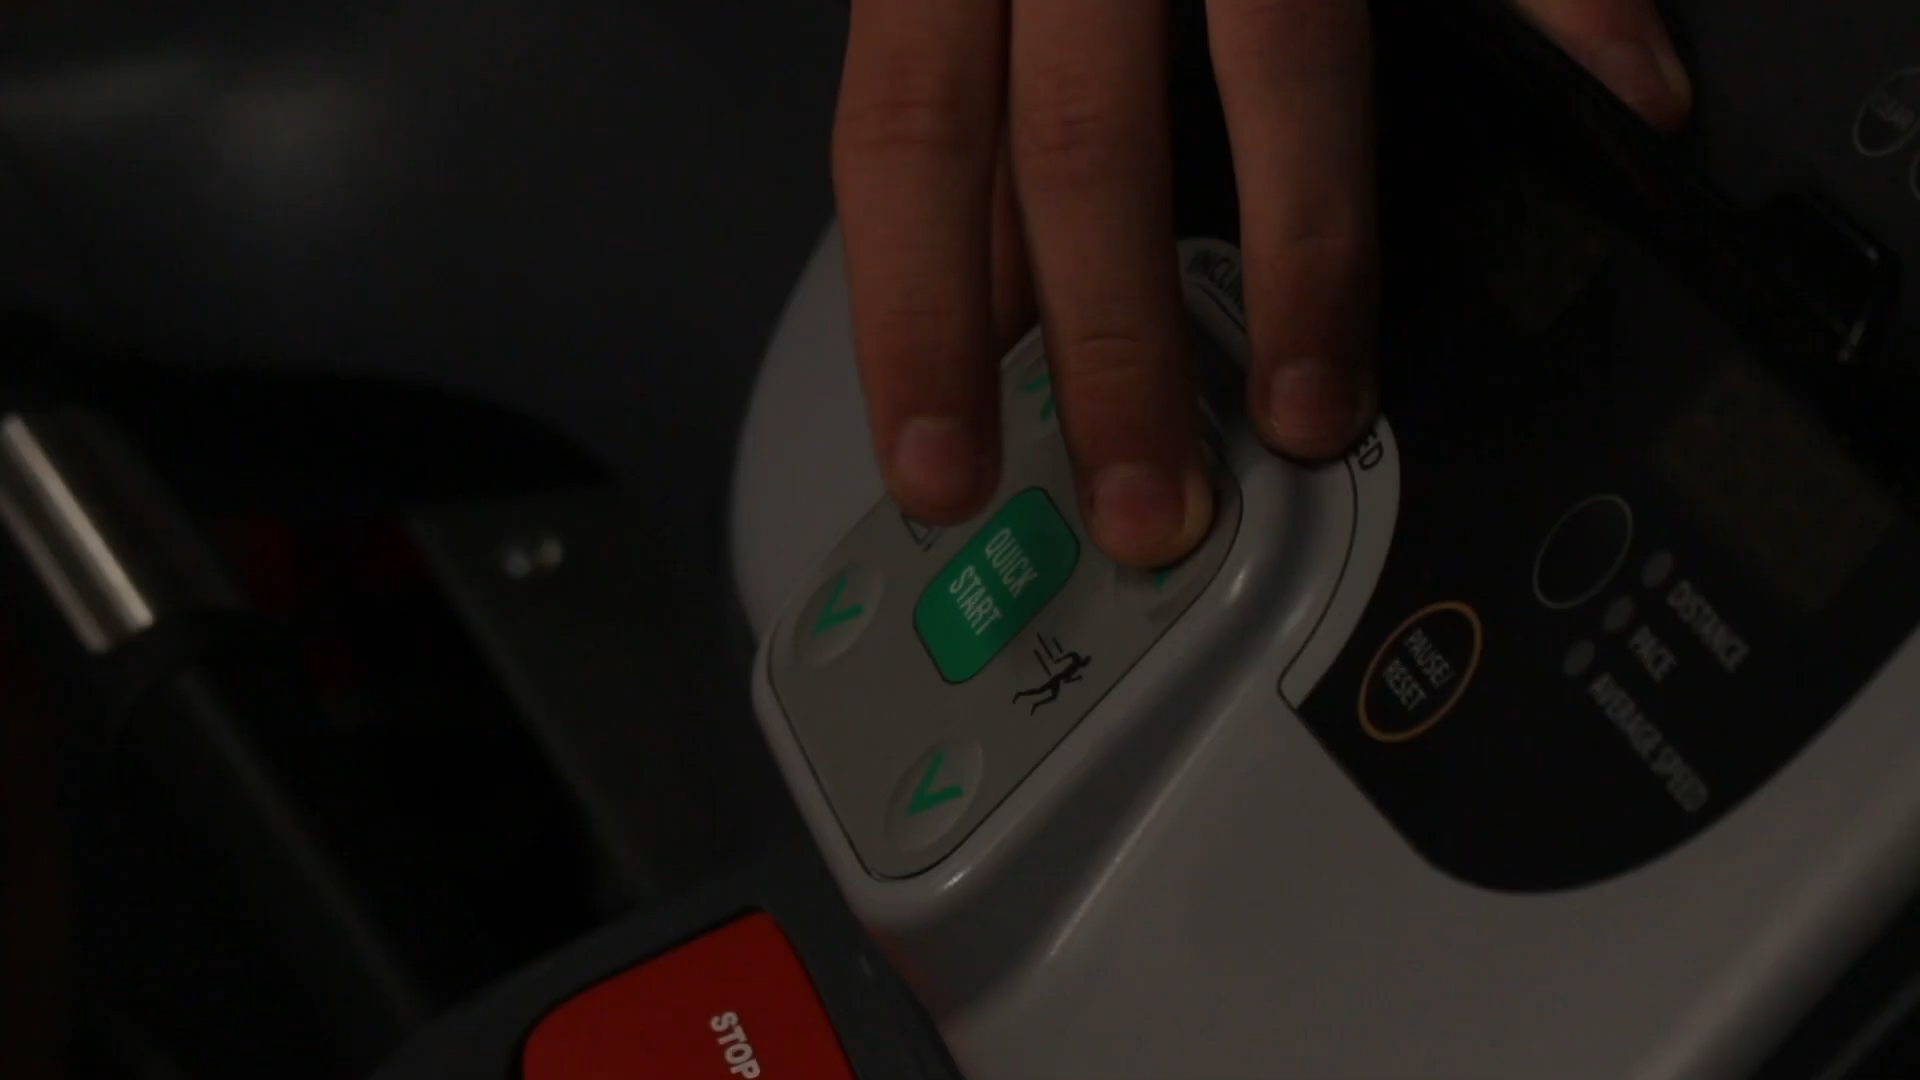 QUICK
START
PAUSE/
RESET
DISTANCE
PACE
AVERAGE SPEED
STOP